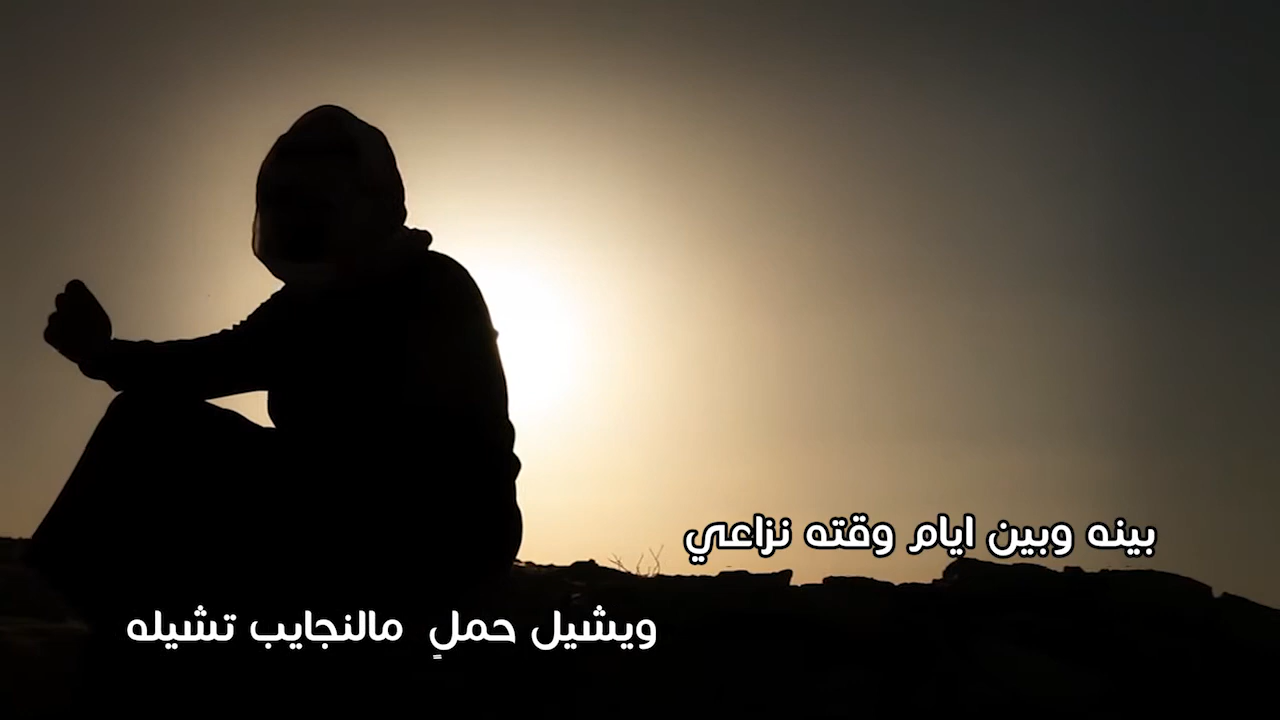 بينه وبين ايام وقته نزاعي
ويشيل حملٍ مالنجايب تشيله